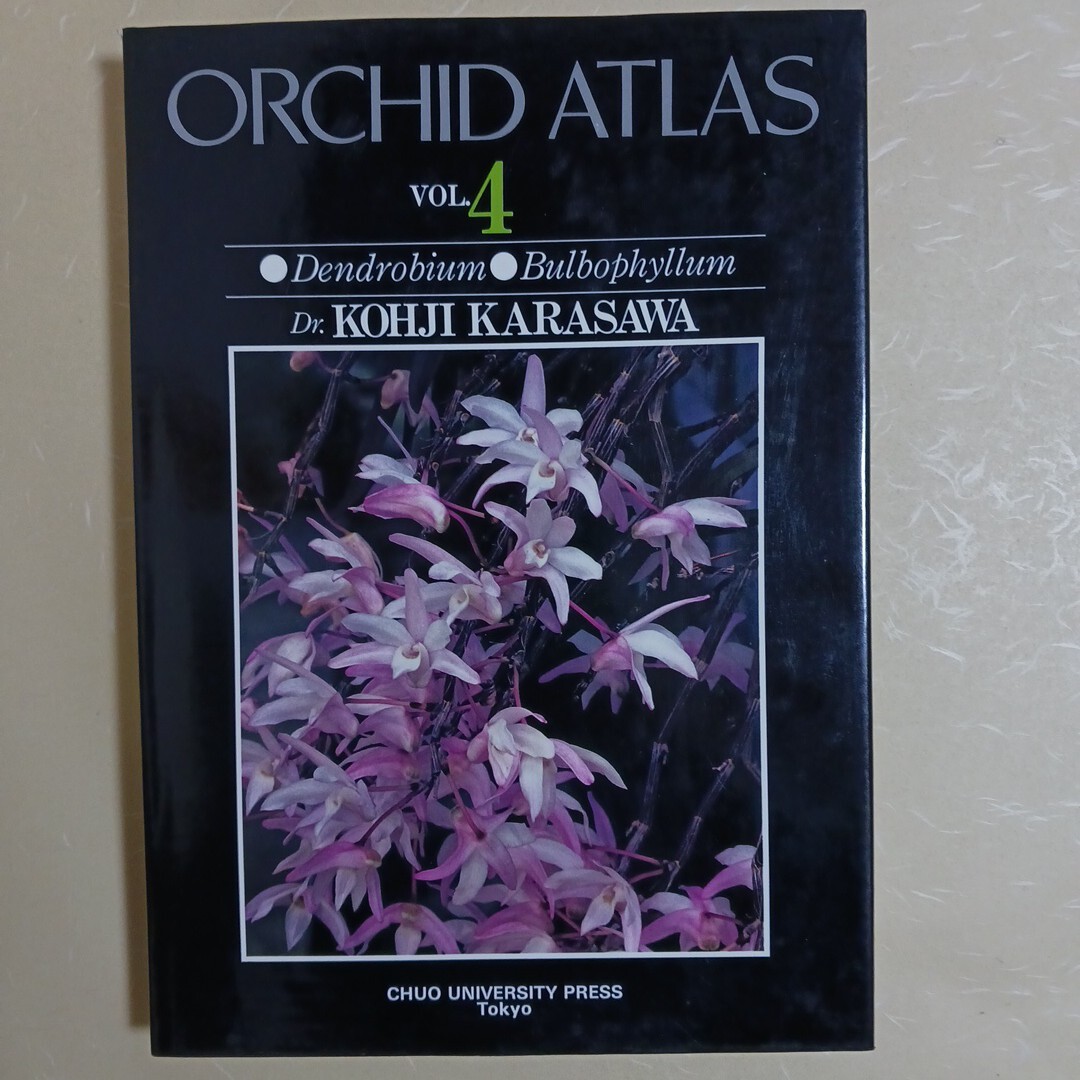 ORCHID ATLAS
VOL.4
●Dendrobium●Bulbophyllum
Dr. KOHJI KARASAWA
CHUO UNIVERSITY PRESS
Tokyo